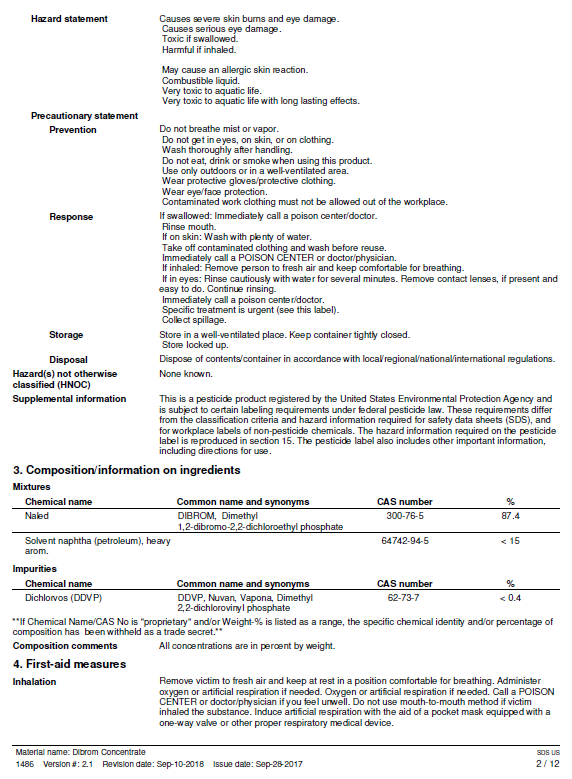 Hazard statement Causes severe skin burns and eye damage.
Causes serious eye damage.
Toxic if swallowed.
Harmful if inhaled.
May cause an allergic skin reaction.
Combustible liquid.
Very toxic to aquatic life.
Very toxic to aquatic life with long lasting effects.
Precautionary statement
Prevention Do not breathe mist or vapor.
Do not get in eyes, on skin, or on clothing.
Wash thoroughly after handling.
Do not eat, drink or smoke when using this product.
Use only outdoors or in a well-ventilated area.
Wear protective gloves/protective clothing.
Wear eye/face protection.
Contaminated work clothing must not be allowed out of the workplace.
Response If swallowed: Immediately call a poison center/doctor.
Rinse mouth.
If on skin: Wash with plenty of water.
Take off contaminated clothing and wash before reuse.
Immediately call a POISON CENTER or doctor/physician.
If inhaled: Remove person to fresh air and keep comfortable for breathing.
If in eyes: Rinse cautiously with water for several minutes. Remove contact lenses, if present and
easy to do. Continue rinsing.
Immediately call a poison center/doctor.
Specific treatment is urgent (see this label).
Collect spillage.
Storage Store in a well-ventilated place. Keep container tightly closed.
Store locked up.
Disposal Dispose of contents/container in accordance with local/regional/national/international regulations.
Hazard(s) not otherwise None known.
classified (HNOC)
Supplemental information This is a pesticide product registered by the United States Environmental Protection Agency and
is subject to certain labeling requirements under federal pesticide law. These requirements differ
from the classification criteria and hazard information required for safety data sheets (SDS), and
for workplace labels of non-pesticide chemicals. The hazard information required on the pesticide
label is reproduced in section 15. The pesticide label also includes other important information,
including directions for use.
3. Composition/information on ingredients
Mixtures
Chemical name Common name and synonyms CAS number %
Naled DIBROM, Dimethyl 300-76-5 87.4
1,2-dibromo-2,2-dichloroethyl phosphate
Solvent naphtha (petroleum), heavy 64742-94-5 < 15
arom.
Impurities
Chemical name Common name and synonyms CAS number %
Dichlorvos (DDVP) DDVP, Nuvan, Vapona, Dimethyl 62-73-7 < 0.4
2,2-dichlorovinyl phosphate
**If Chemical Name/CAS No is "proprietary" and/or Weight-% is listed as a range, the specific chemical identity and/or percentage of
composition has been withheld as a trade secret.**
Composition comments All concentrations are in percent by weight.
4. First-aid measures
Inhalation Remove victim to fresh air and keep at rest in a position comfortable for breathing. Administer
oxygen or artificial respiration if needed. Oxygen or artificial respiration if needed. Call a POISON
CENTER or doctor/physician if you feel unwell. Do not use mouth-to-mouth method if victim
inhaled the substance. Induce artificial respiration with the aid of a pocket mask equipped with a
one-way valve or other proper respiratory medical device.
Material name: Dibrom Concentrate SDS US
1486 Version #: 2.1 Revision date: Sep-10-2018 Issue date: Sep-28-2017 2 / 12